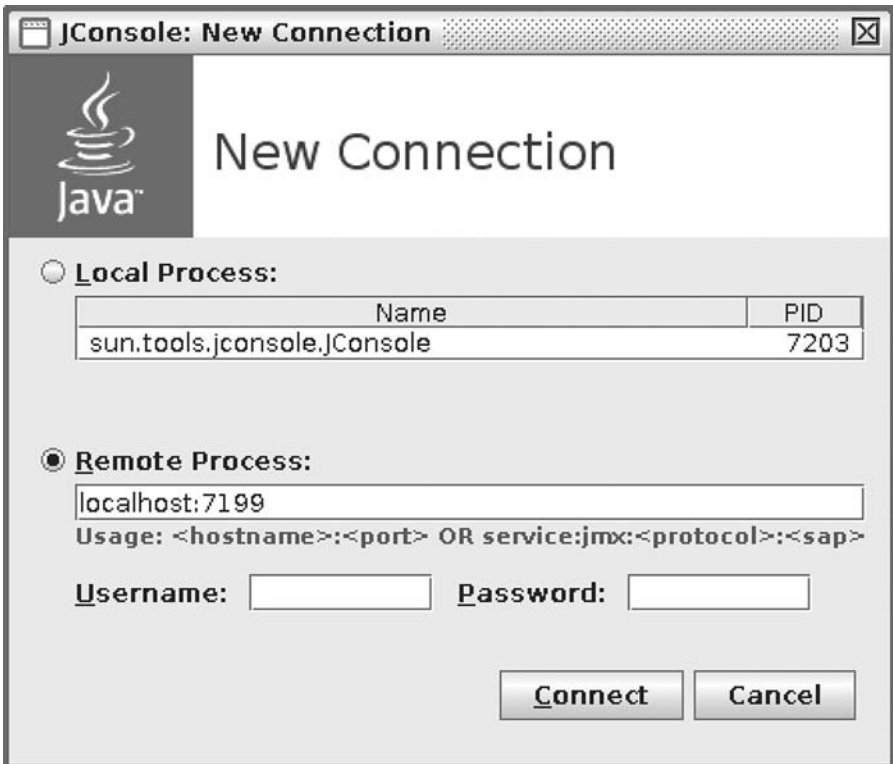 JConsole: New Connection
Java™
New Connection
Local Process:
Name PID
sun.tools.jconsole.JConsole 7203
Remote Process:
localhost:7199
Usage: <hostname>:<port> OR service:jmx:<protocol>:<sap>
Username: Password:
Connect Cancel